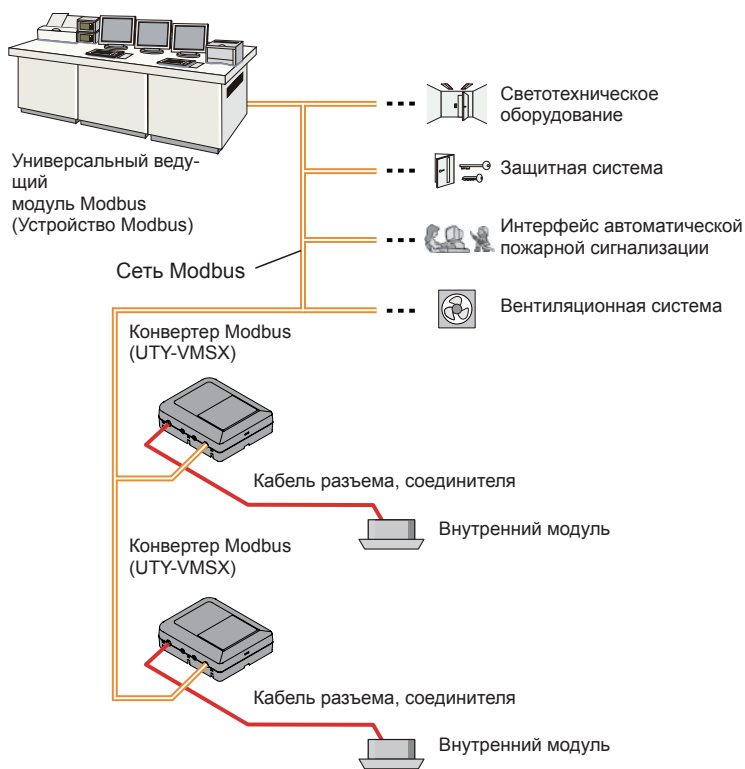 Светотехническое
оборудование
Универсальный веду-
щий
модуль Modbus
(Устройство Modbus)
Защитная система
Интерфейс автоматической
пожарной сигнализации
Сеть Modbus
Вентиляционная система
Конвертер Modbus
(UTY-VMSX)
Кабель разъема, соединителя
Внутренний модуль
Конвертер Modbus
(UTY-VMSX)
Кабель разъема, соединителя
Внутренний модуль